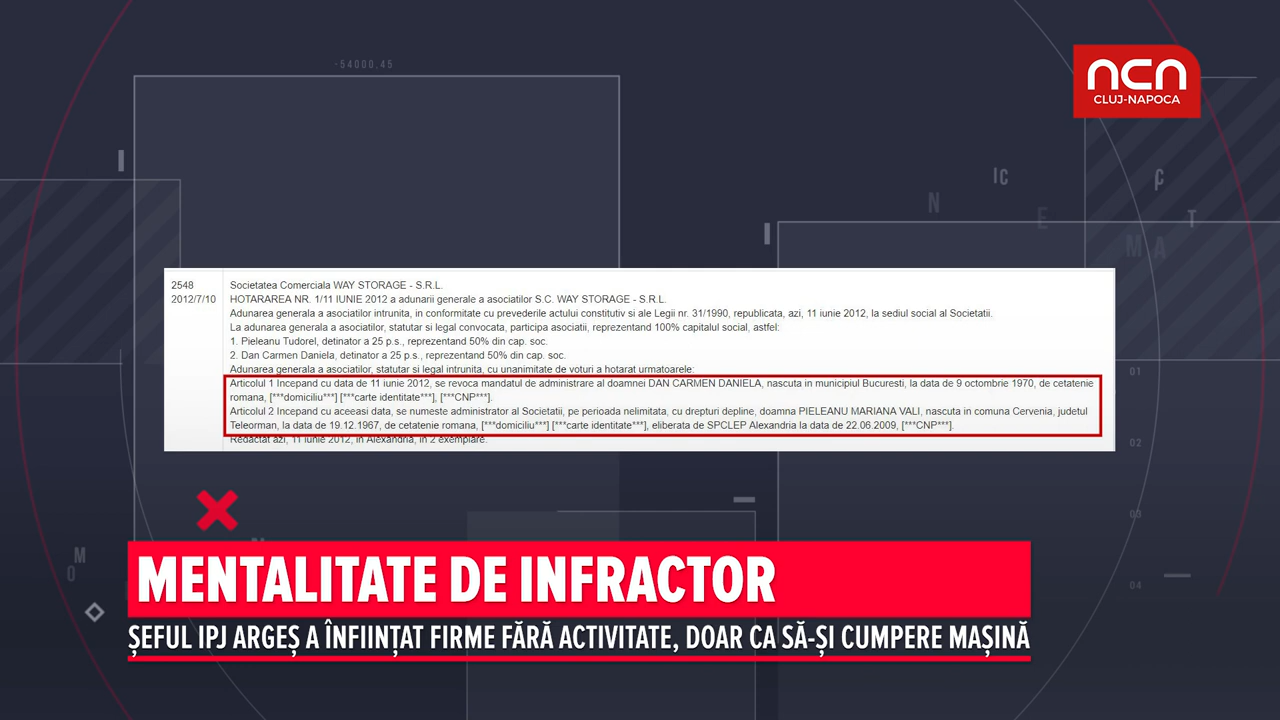 -54000,45
ncn
CLUJ-NAPOCA
IC
N
E
T
M A
2548
2012/7/10
Societatea Comerciala WAY STORAGE - S.R.L.
HOTARAREA NR. 1/11 IUNIE 2012 a adunarii generale a asociatilor S.C. WAY STORAGE - S.R.L.
Adunarea generala a asociatilor intrunita, in conformitate cu prevederile actului constitutiv si ale Legii nr. 31/1990, republicata, azi, 11 iunie 2012, la sediul social al Societatii.
La adunarea generala a asociatilor, statutar si legal convocata, participa asociatii, reprezentand 100% capitalul social, astfel:
1. Pieleanu Tudorel, detinator a 25 p.s., reprezentand 50% din cap. soc.
2. Dan Carmen Daniela, detinator a 25 p.s., reprezentand 50% din cap. soc.
Adunarea generala a asociatilor, statutar si legal intrunita, cu unanimitate de voturi a hotarat urmatoarele:
Articolul 1 Incepand cu data de 11 iunie 2012, se revoca mandatul de administrare al doamnei DAN CARMEN DANIELA, nascuta in municipiul Bucuresti, la data de 9 octombrie 1970, de cetatenie
romana, [***domiciliu***] [***carte identitate***], [***CNP***].
Articolul 2 Incepand cu aceeasi data, se numeste administrator al Societatii, pe perioada nelimitata, cu drepturi depline, doamna PIELEANU MARIANA VALI, nascuta in comuna Cervenia, judetul
Teleorman, la data de 19.12.1967, de cetatenie romana, [***domiciliu***] [***carte identitate***], eliberata de SPCLEP Alexandria la data de 22.06.2009, [***CNP***].
Redactat azi, 11 iunie 2012, in Alexandria, in 2 exemplare.
01
02
03
04
M
O
MENTALITATE DE INFRACTOR
ȘEFUL IPJ ARGEȘ A ÎNFIINȚAT FIRME FĂRĂ ACTIVITATE, DOAR CA SĂ-ȘI CUMPERE MAȘINĂ